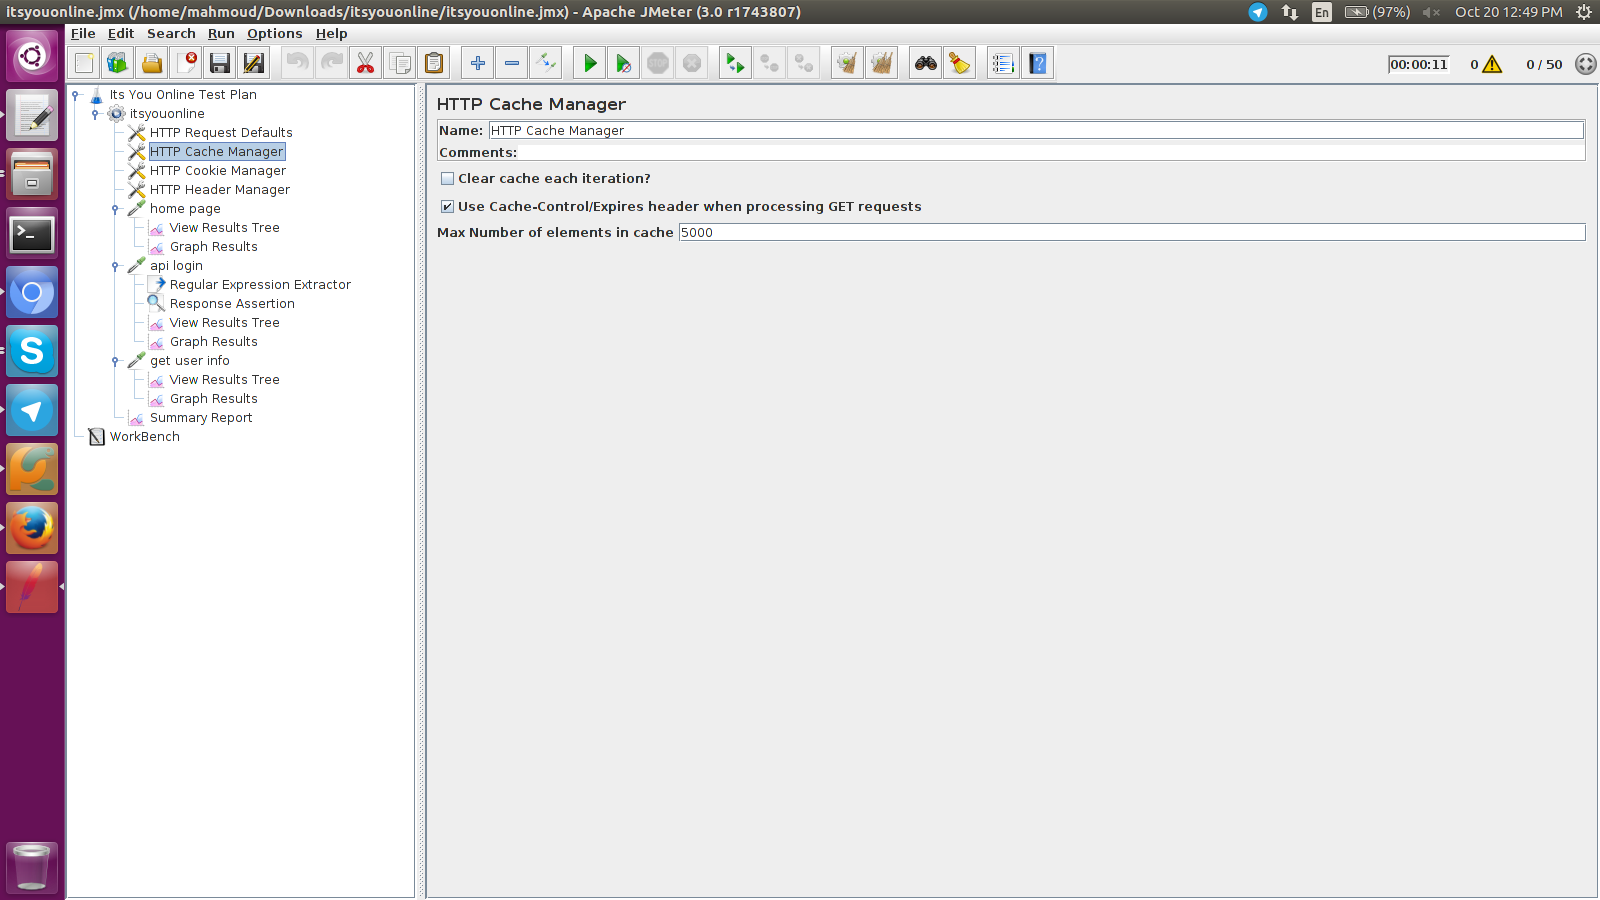 itsyouonline.jmx (/home/mahmoud/Downloads/itsyouonline/itsyouonline.jmx) - Apache JMeter (3.0 r1743807)
En (97%) Oct 20 12:49 PM
File Edit Search Run Options Help
STOP
00:00:11 0 0 / 50
Its You Online Test Plan
itsyouonline
HTTP Request Defaults
HTTP Cache Manager
HTTP Cookie Manager
HTTP Header Manager
home page
View Results Tree
Graph Results
api login
Regular Expression Extractor
Response Assertion
View Results Tree
Graph Results
get user info
View Results Tree
Graph Results
Summary Report
WorkBench
HTTP Cache Manager
Name: HTTP Cache Manager
Comments:
Clear cache each iteration?
Use Cache-Control/Expires header when processing GET requests
Max Number of elements in cache 5000